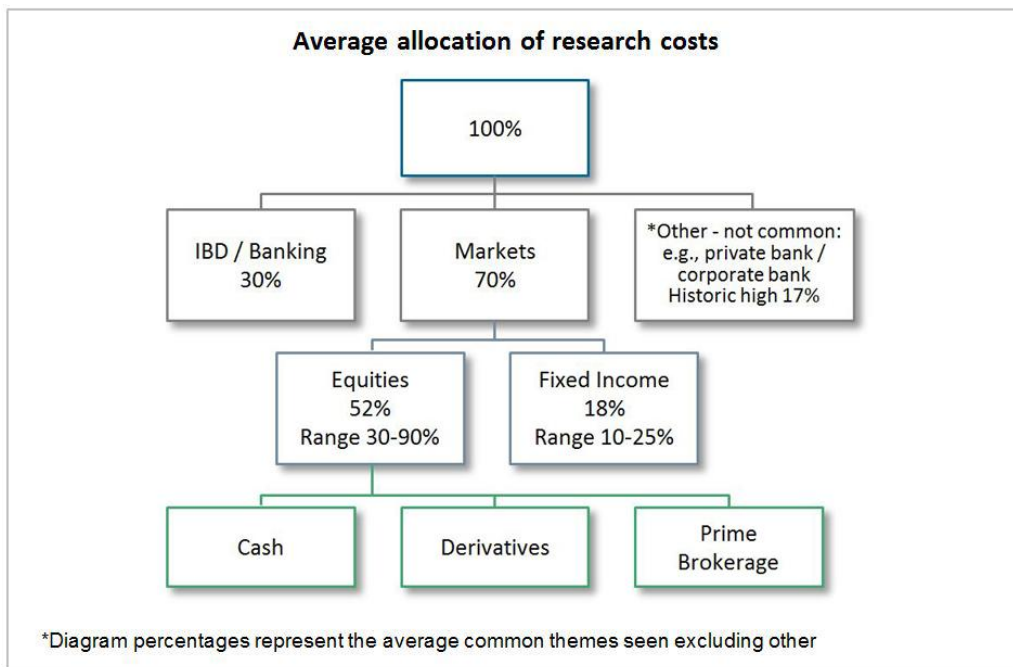 Average allocation of research costs
100%
IBD / Banking
30%
Markets
70%
*Other - not common:
e.g., private bank /
corporate bank
Historic high 17%
Equities
52%
Range 30-90%
Fixed Income
18%
Range 10-25%
Cash
Derivatives
Prime
Brokerage
*Diagram percentages represent the average common themes seen excluding other